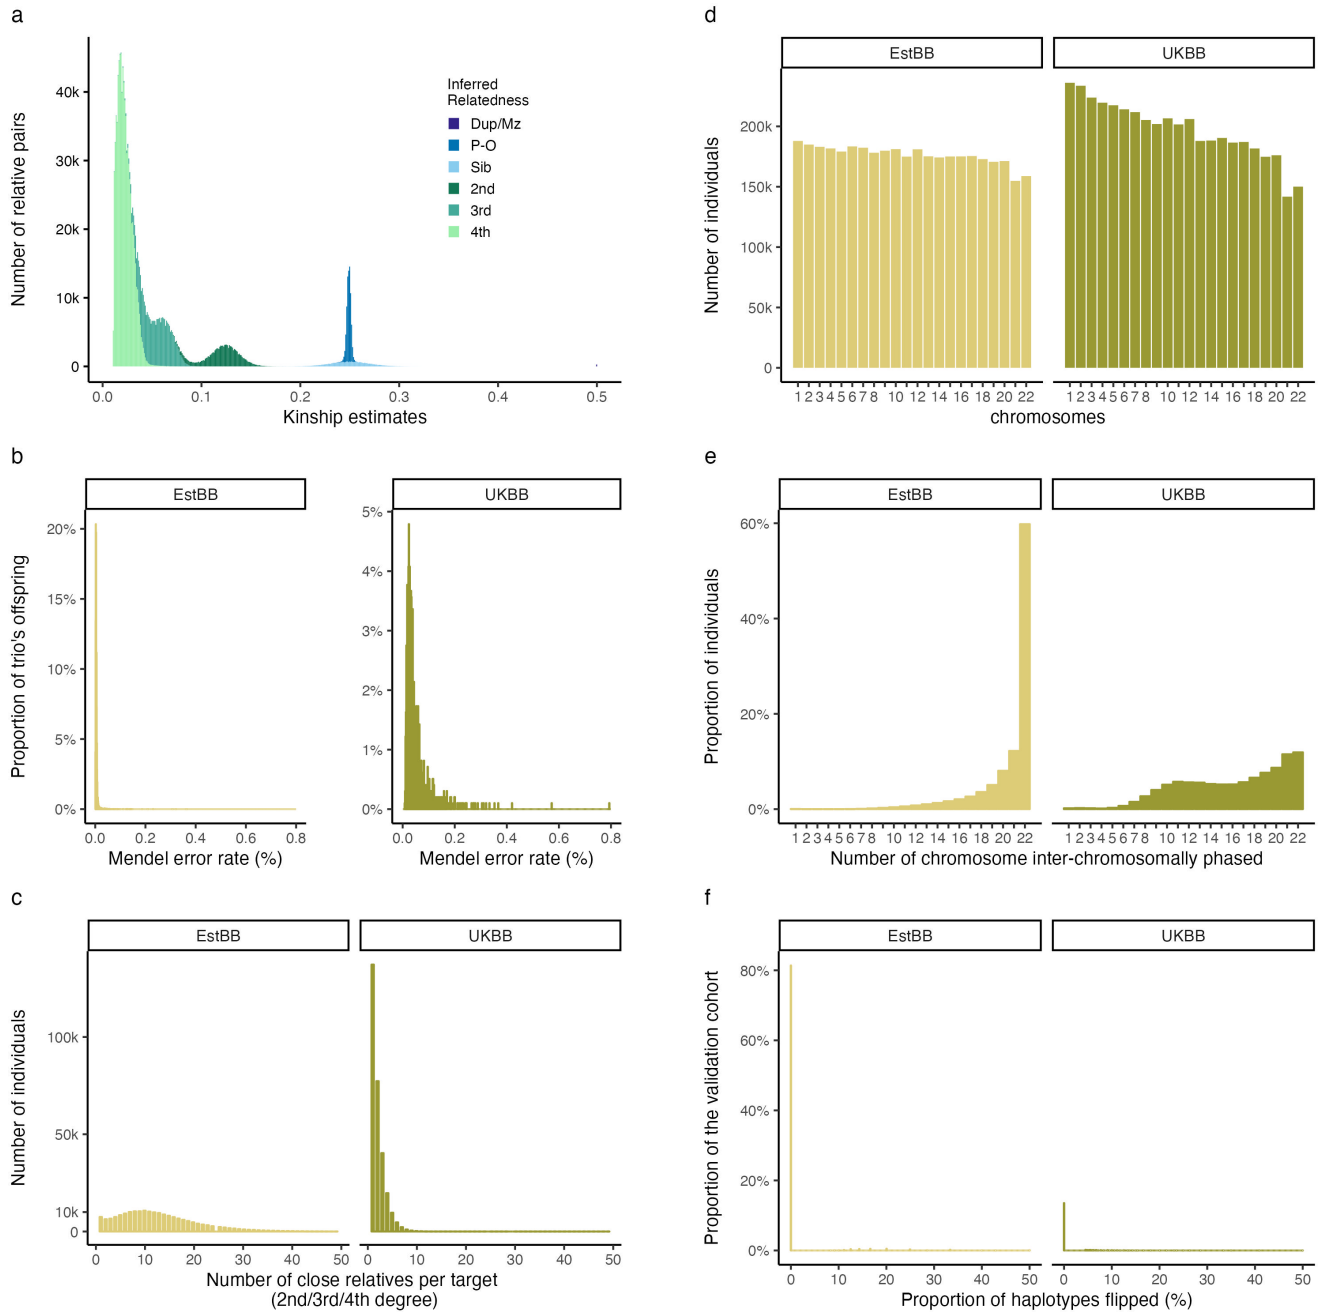 a
Number of relative pairs
40k
30k
20k
10k
0
0.0 0.1 0.2 0.3 0.4 0.5
Kinship estimates
Inferred
Relatedness
Dup/Mz
P-O
Sib
2nd
3rd
4th
b
EstBB
UKBB
Proportion of trio's offspring
20%
15%
10%
5%
0%
0.0 0.2 0.4 0.6 0.8
Mendel error rate (%)
5%
4%
3%
2%
1%
0%
0.0 0.2 0.4 0.6 0.8
Mendel error rate (%)
c
EstBB
UKBB
Number of individuals
100k
50k
10k
0
0 10 20 30 40 50
0 10 20 30 40 50
Number of close relatives per target
(2nd/3rd/4th degree)
d
EstBB
UKBB
Number of individuals
200k
150k
100k
50k
0
1 2 3 4 5 6 7 8 10 12 14 16 18 20 22
1 2 3 4 5 6 7 8 10 12 14 16 18 20 22
chromosomes
e
EstBB
UKBB
Proportion of individuals
60%
40%
20%
0%
1 2 3 4 5 6 7 8 10 12 14 16 18 20 22
1 2 3 4 5 6 7 8 10 12 14 16 18 20 22
Number of chromosome inter-chromosomally phased
f
EstBB
UKBB
Proportion of the validation cohort
80%
60%
40%
20%
0%
0 10 20 30 40 50
0 10 20 30 40 50
Proportion of haplotypes flipped (%)